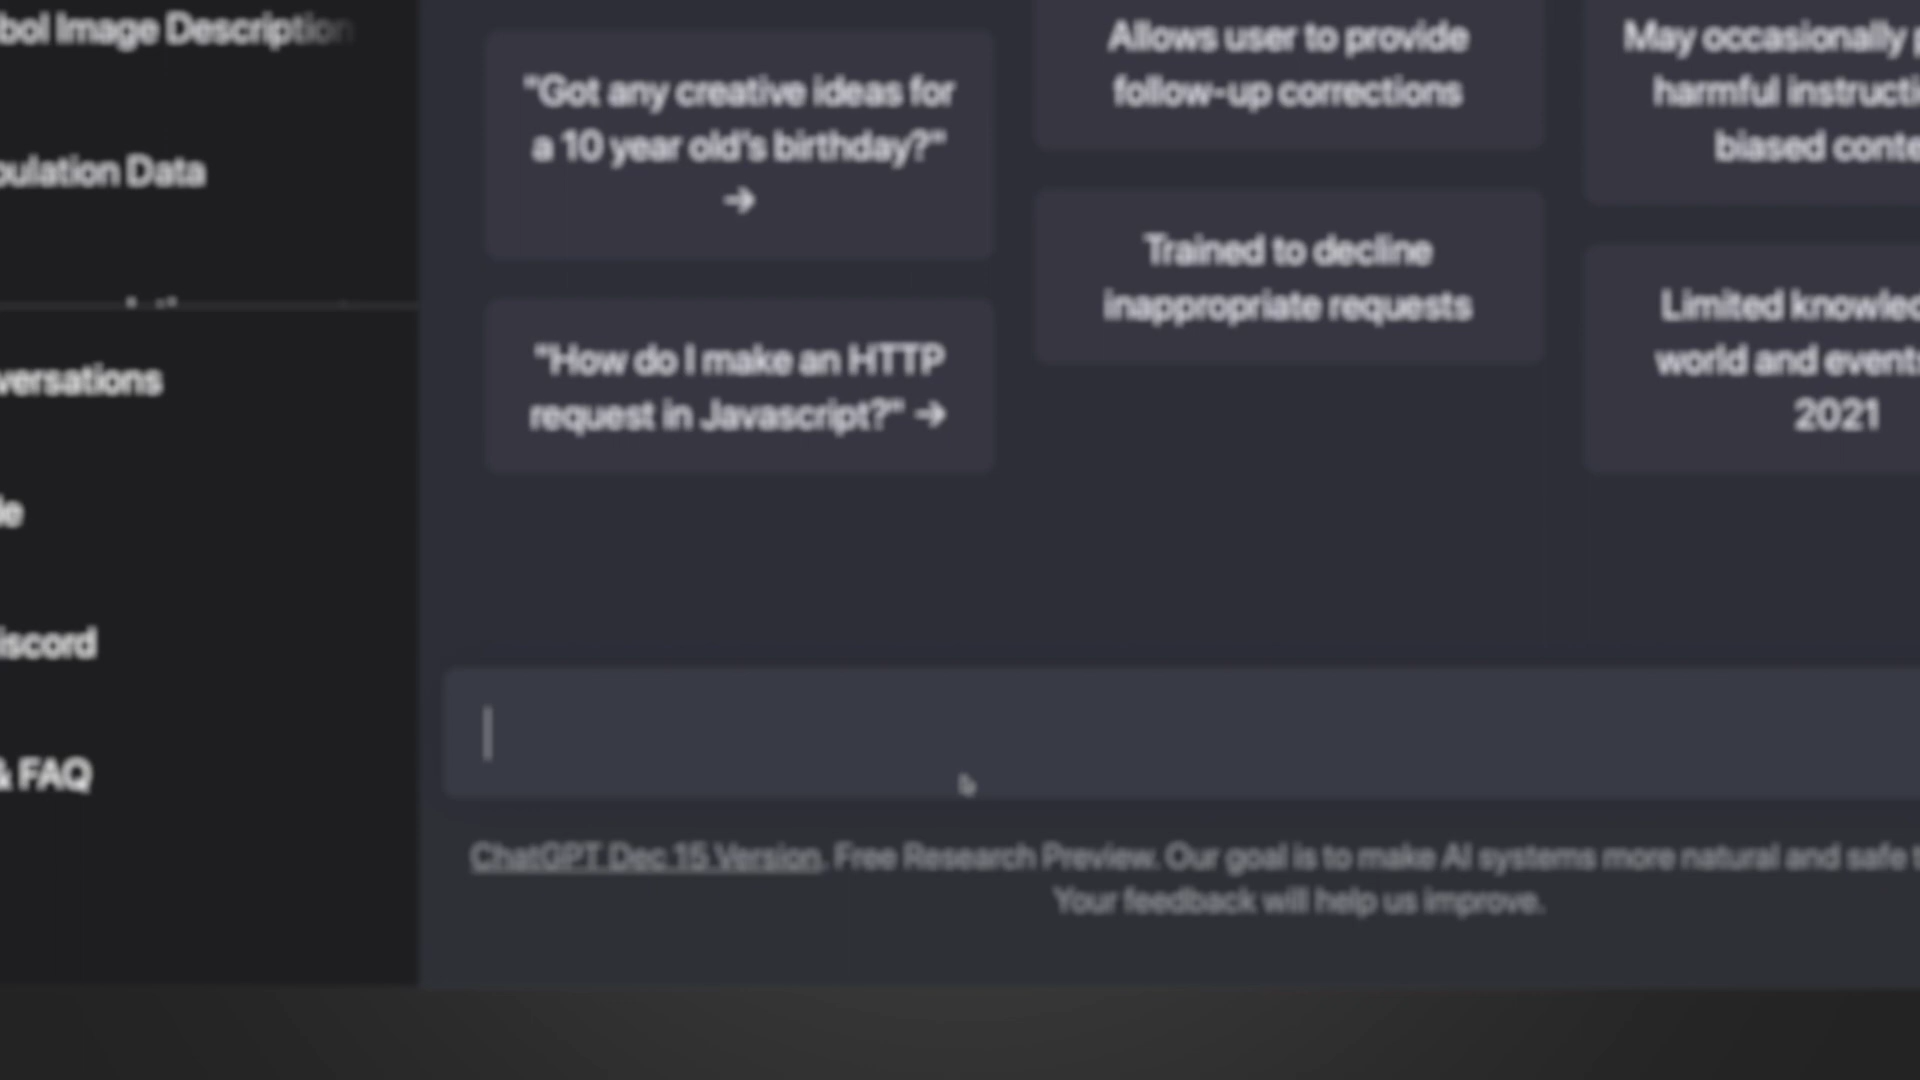 bol Image Description
"Got any creative ideas for
a 10 year old's birthday?"
→
"How do I make an HTTP
request in Javascript?" →
Allows user to provide
follow-up corrections
Trained to decline
inappropriate requests
May occasionally
harmful instructi
biased conte
Limited knowled
world and events
2021
pulation Data
versations
le
iscord
& FAQ
ChatGPT Dec 15 Version. Free Research Preview. Our goal is to make AI systems more natural and safe t
Your feedback will help us improve.